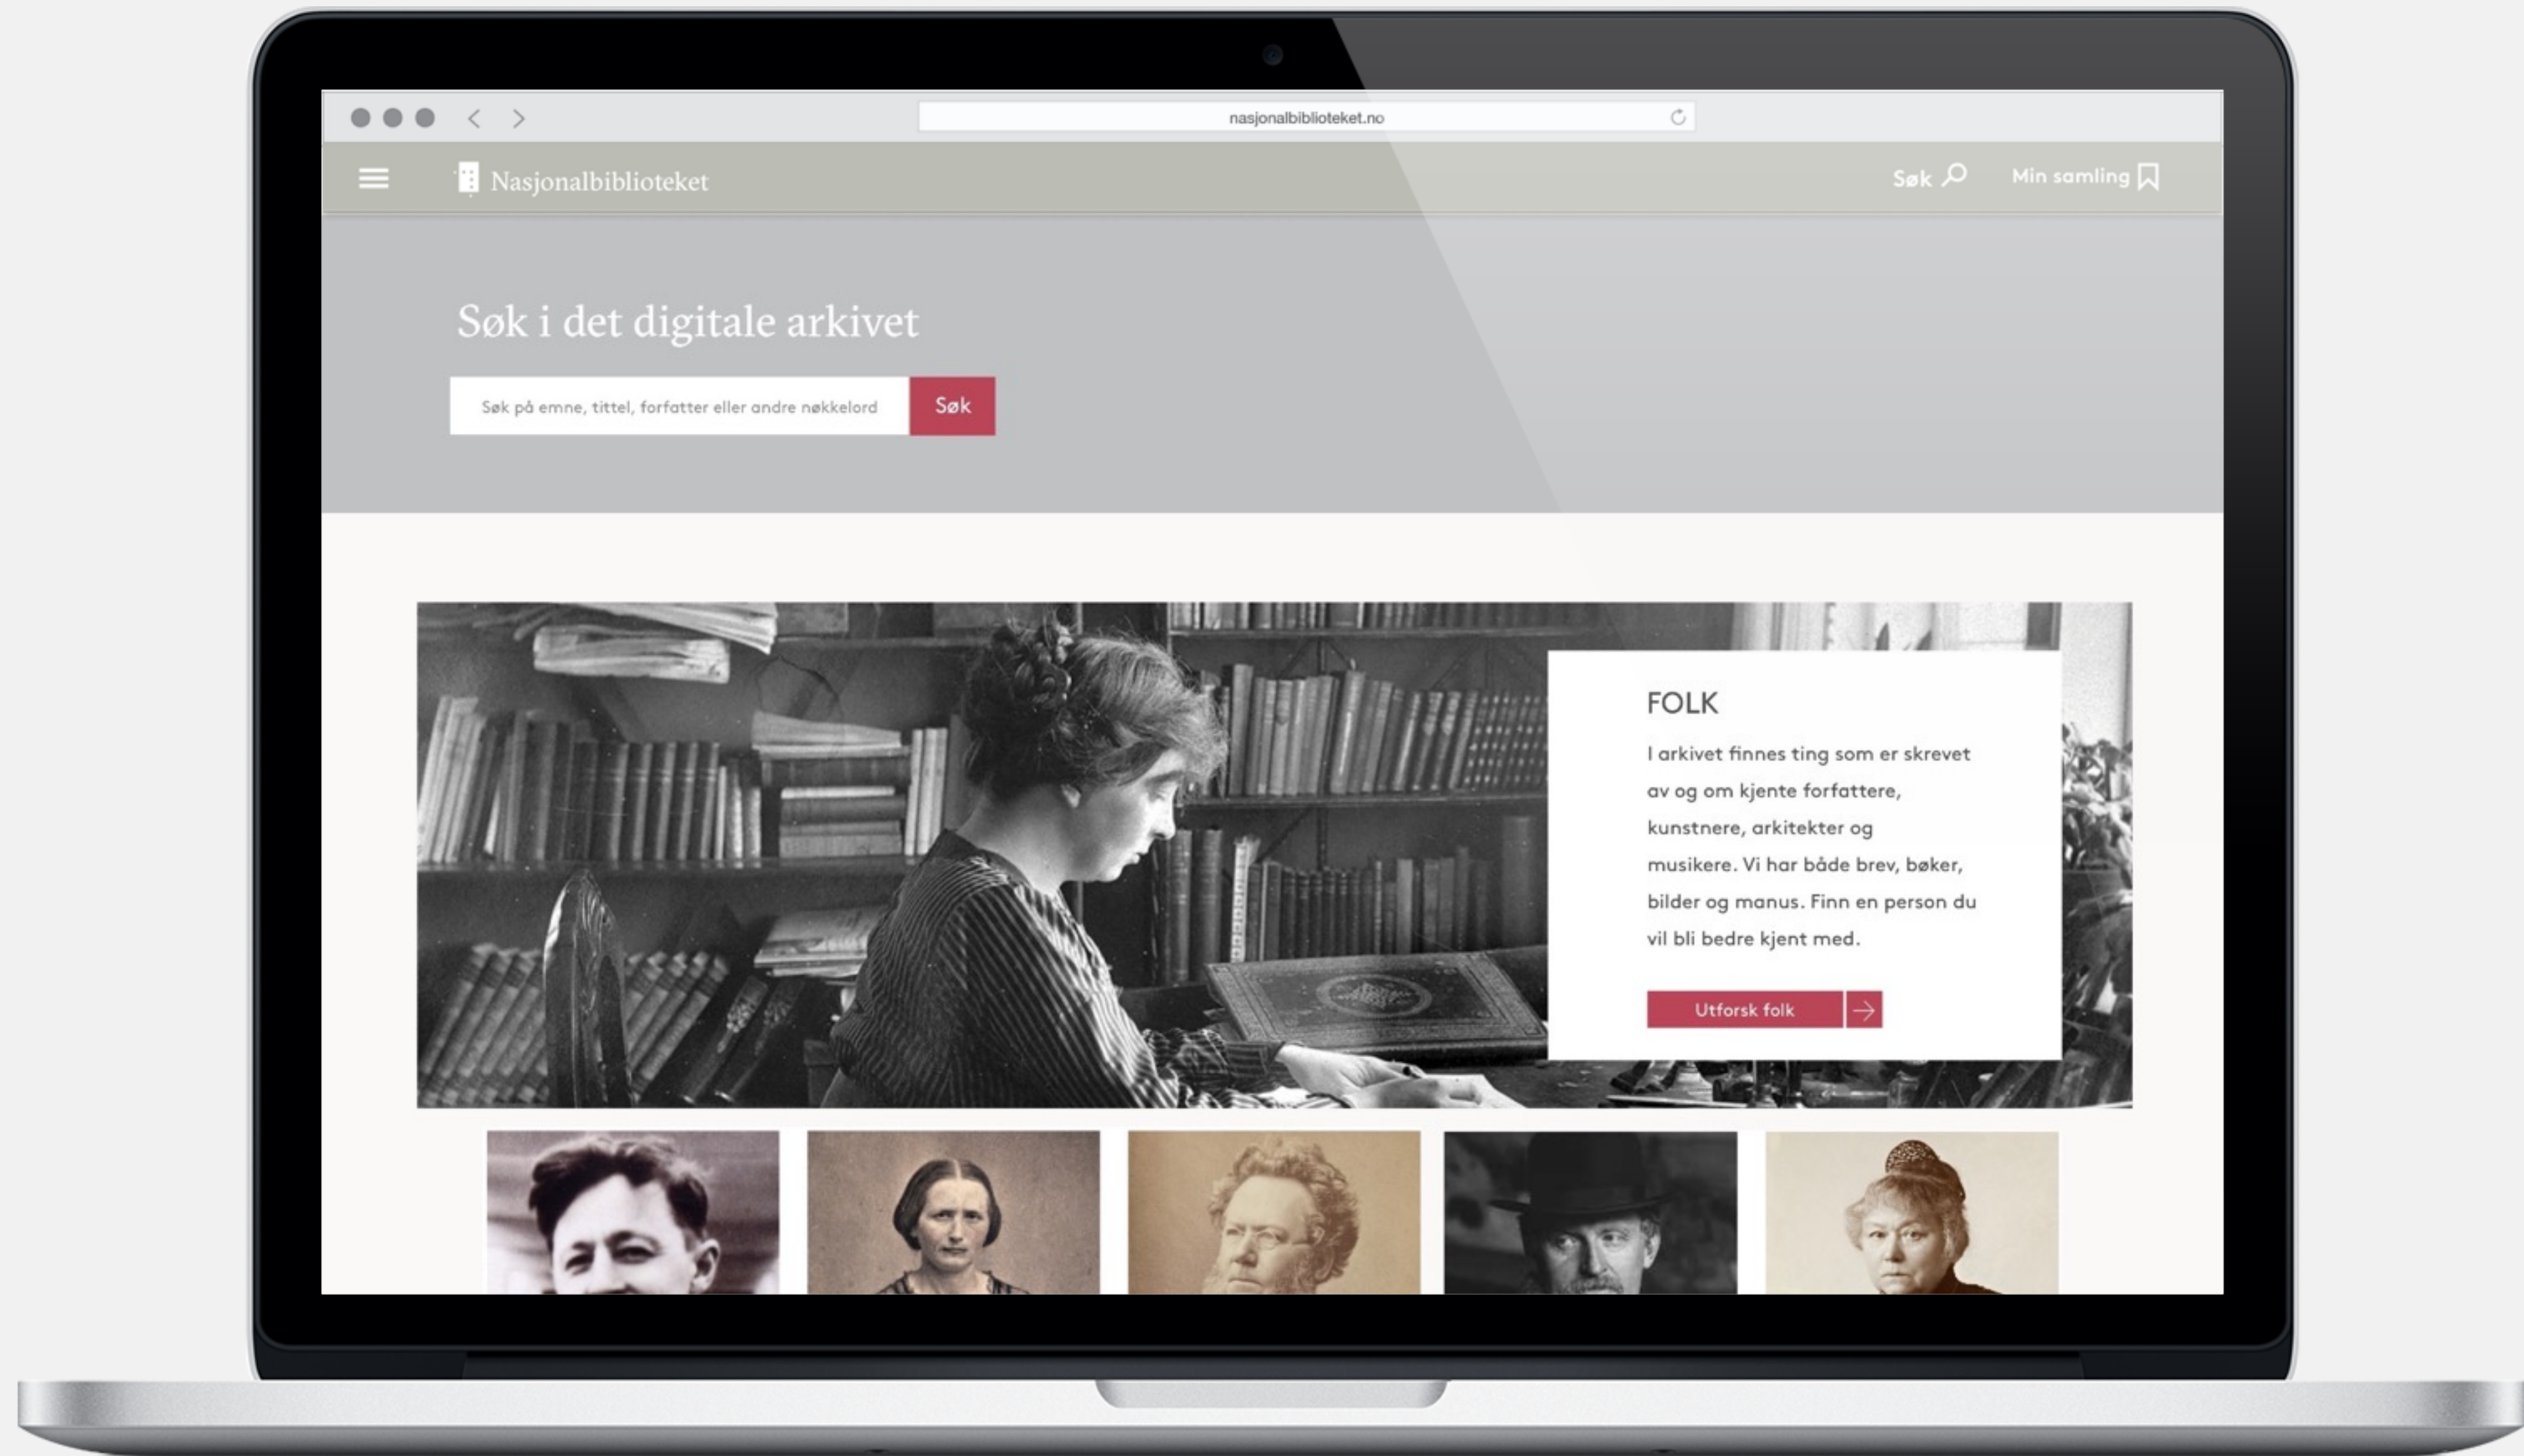 nasjonalbiblioteket.no
Nasjonalbiblioteket
Søk
Min samling
Søk i det digitale arkivet
Søk på emne, tittel, forfatter eller andre nøkkelord
Søk
FOLK
I arkivet finnes ting som er skrevet
av og om kjente forfattere,
kunstnere, arkitekter og
musikere. Vi har både brev, bøker,
bilder og manus. Finn en person du
vil bli bedre kjent med.
Utforsk folk